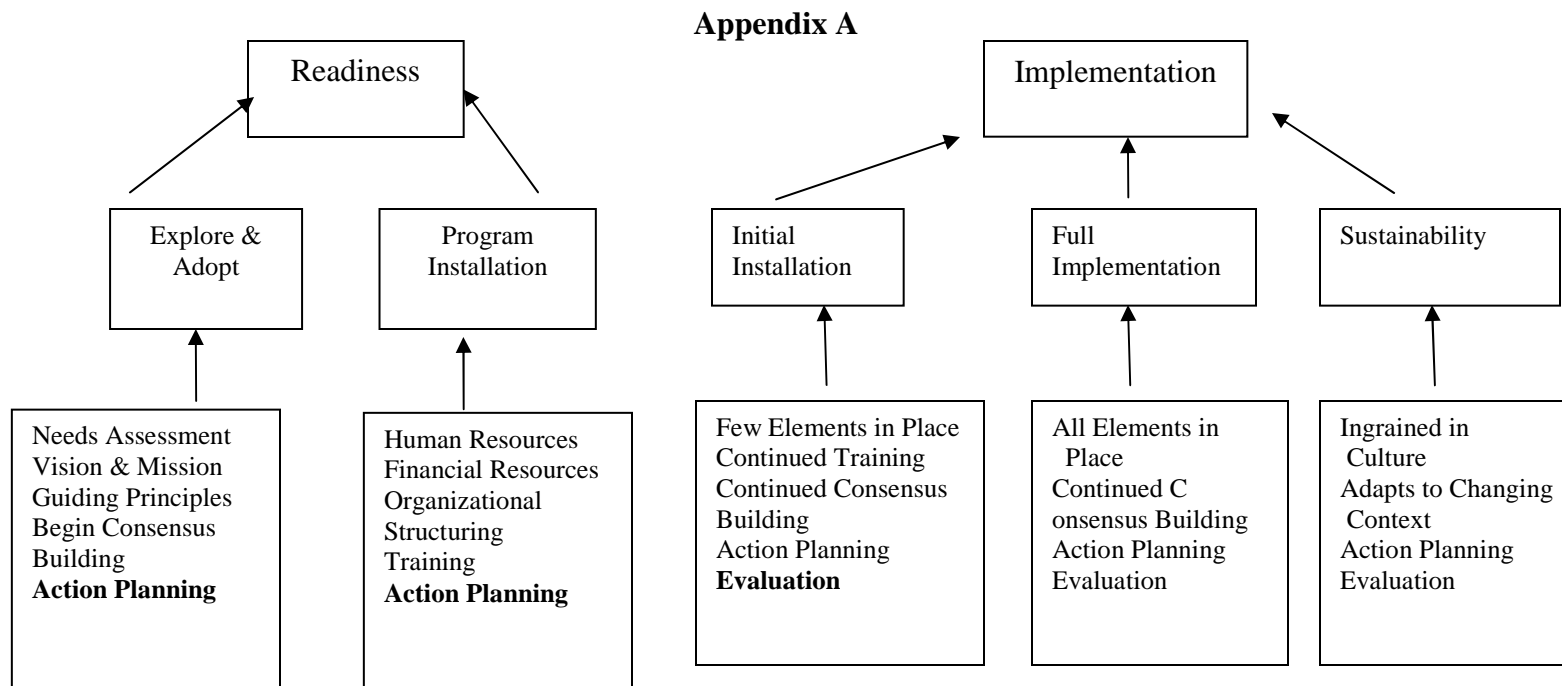 Appendix A
Readiness
Implementation
Explore &
Adopt
Program
Installation
Initial
Installation
Full
Implementation
Sustainability
Needs Assessment
Vision & Mission
Guiding Principles
Begin Consensus
Building
Action Planning
Human Resources
Financial Resources
Organizational
Structuring
Training
Action Planning
Few Elements in Place
Continued Training
Continued Consensus
Building
Action Planning
Evaluation
All Elements in
Place
Continued C
onsensus Building
Action Planning
Evaluation
Ingrained in
Culture
Adapts to Changing
Context
Action Planning
Evaluation